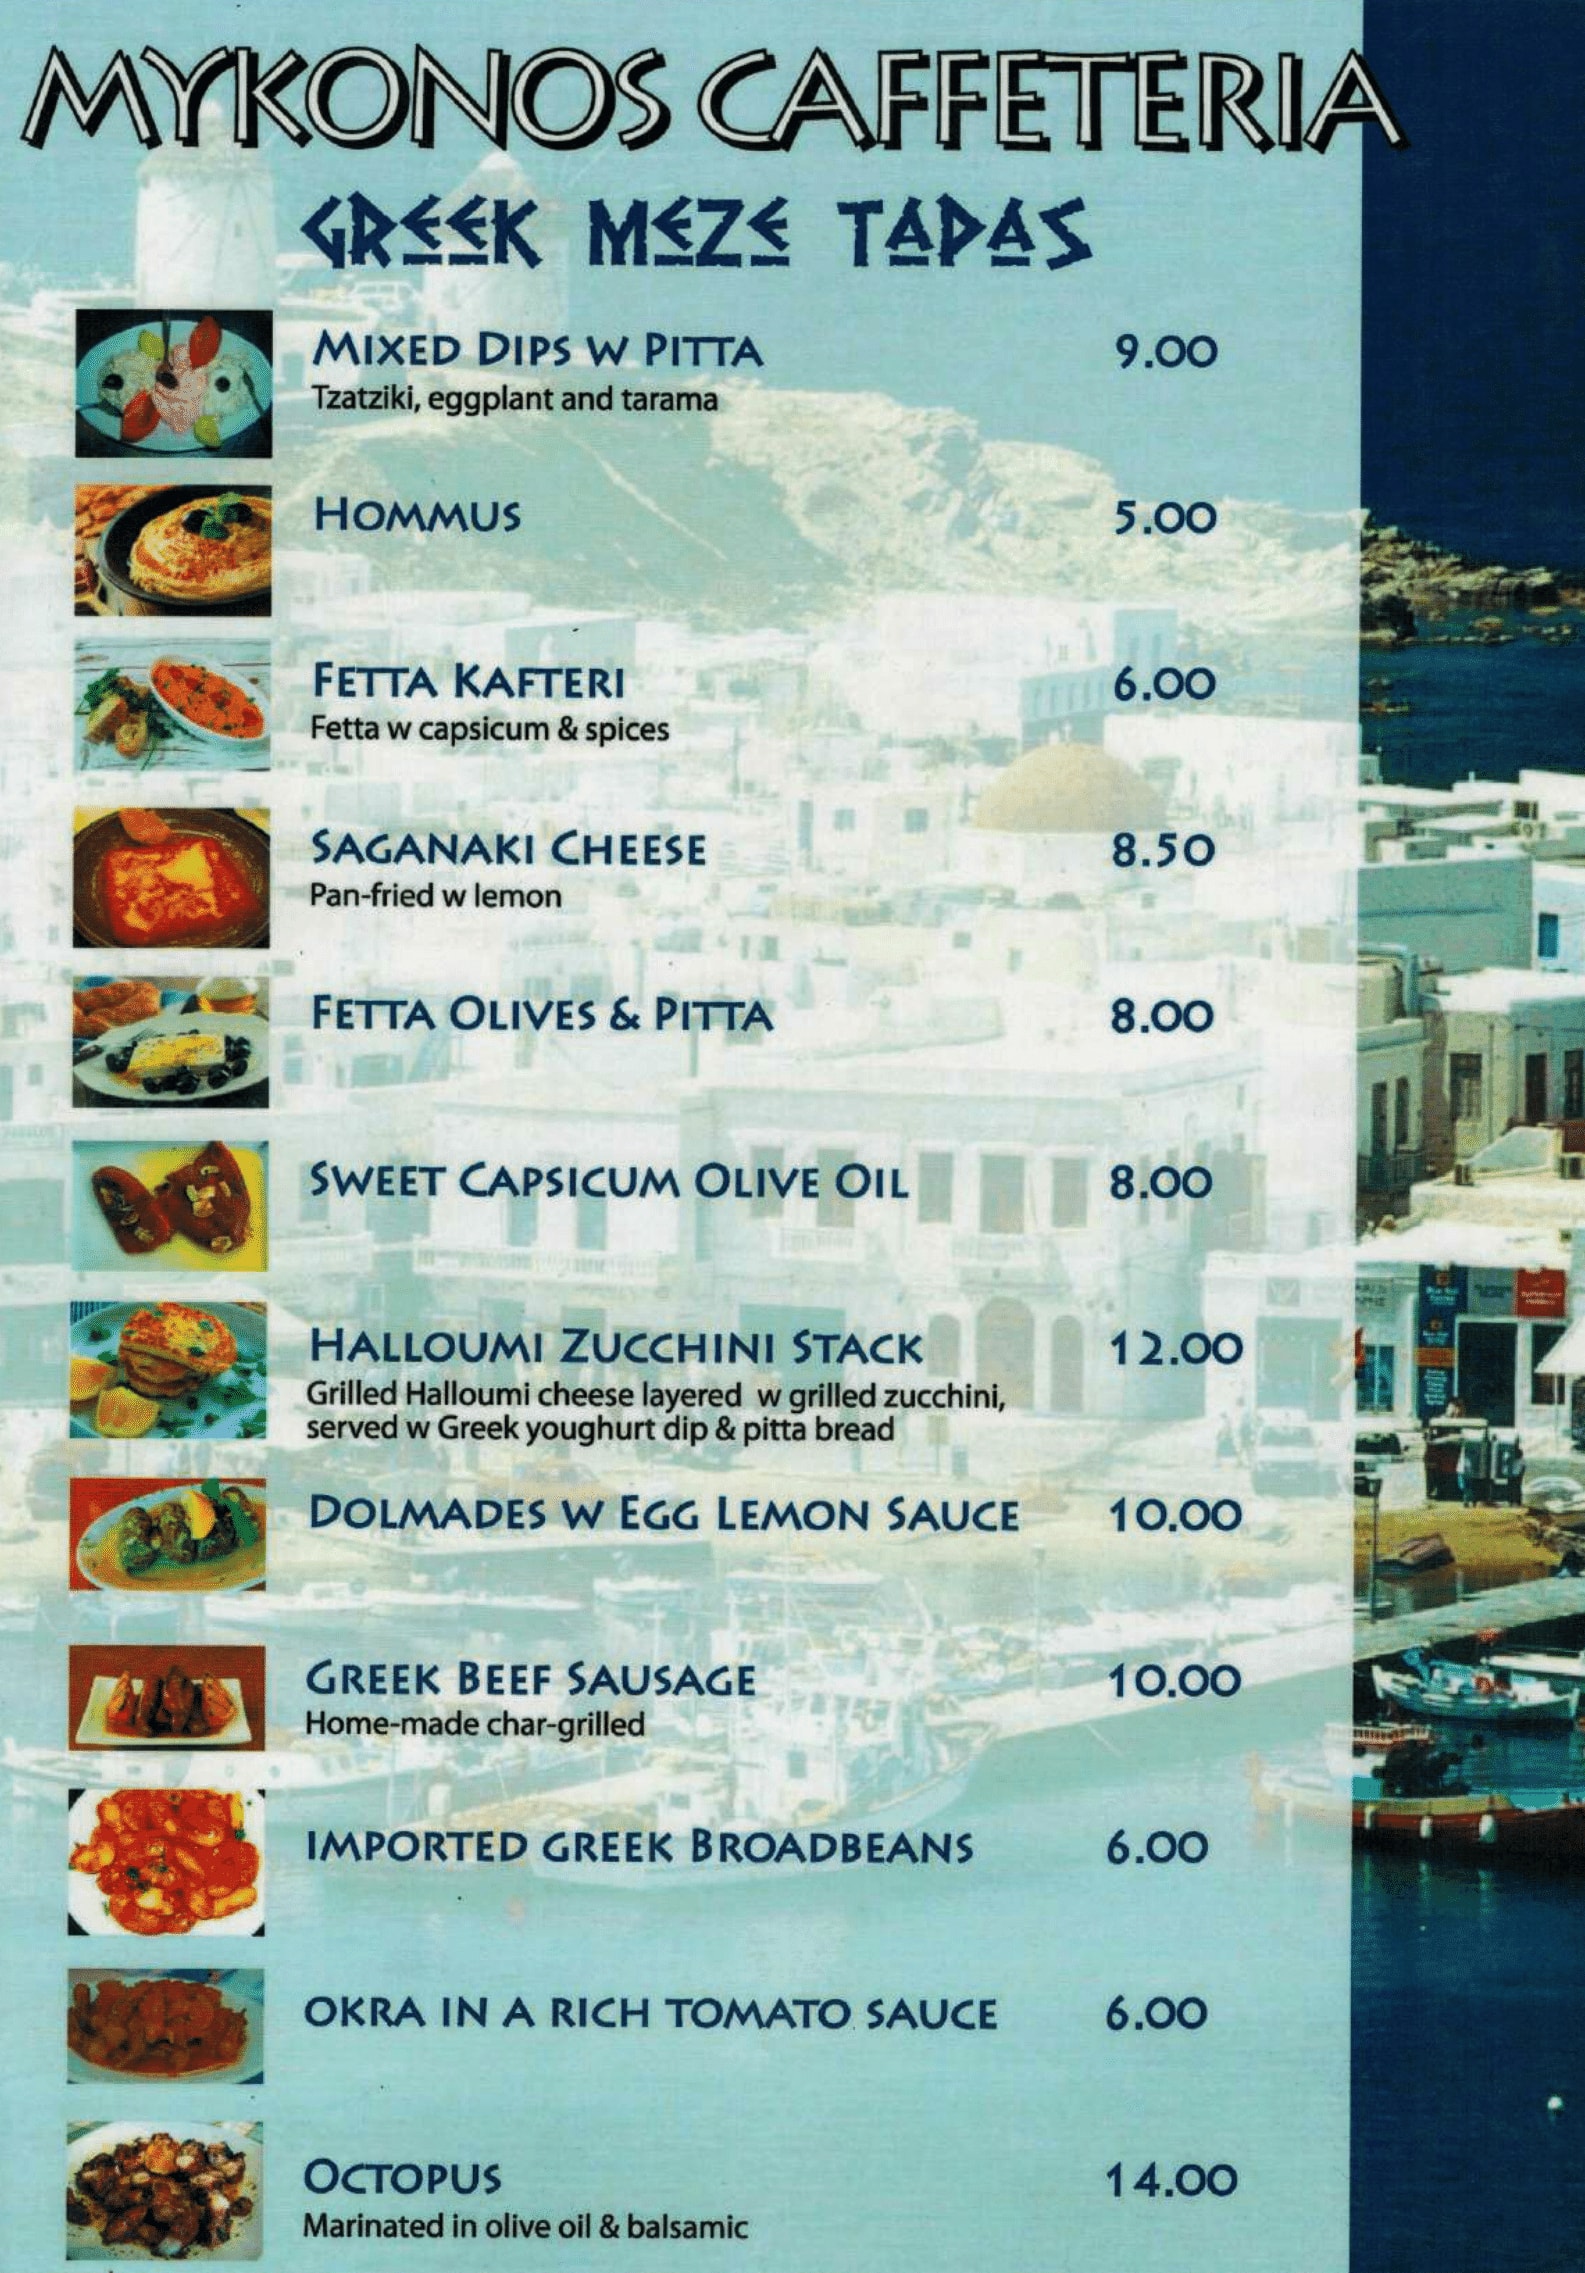 MYKONOS CAFFETERIA
GREEK MEZE TAPAS
MIXED DIPS W PITTA 9.00
Tzatziki, eggplant and tarama
HOMMUS 5.00
FETTA KAFTERI 6.00
Fetta w capsicum & spices
SAGANAKI CHEESE 8.50
Pan-fried w lemon
FETTA OLIVES & PITTA 8.00
SWEET CAPSICUM OLIVE OIL 8.00
HALLOUMI ZUCCHINI STACK 12.00
Grilled Halloumi cheese layered w grilled zucchini,
served w Greek youghurt dip & pitta bread
DOLMADES W EGG LEMON SAUCE 10.00
GREEK BEEF SAUSAGE 10.00
Home-made char-grilled
IMPORTED GREEK BROADBEANS 6.00
OKRA IN A RICH TOMATO SAUCE 6.00
OCTOPUS 14.00
Marinated in olive oil & balsamic